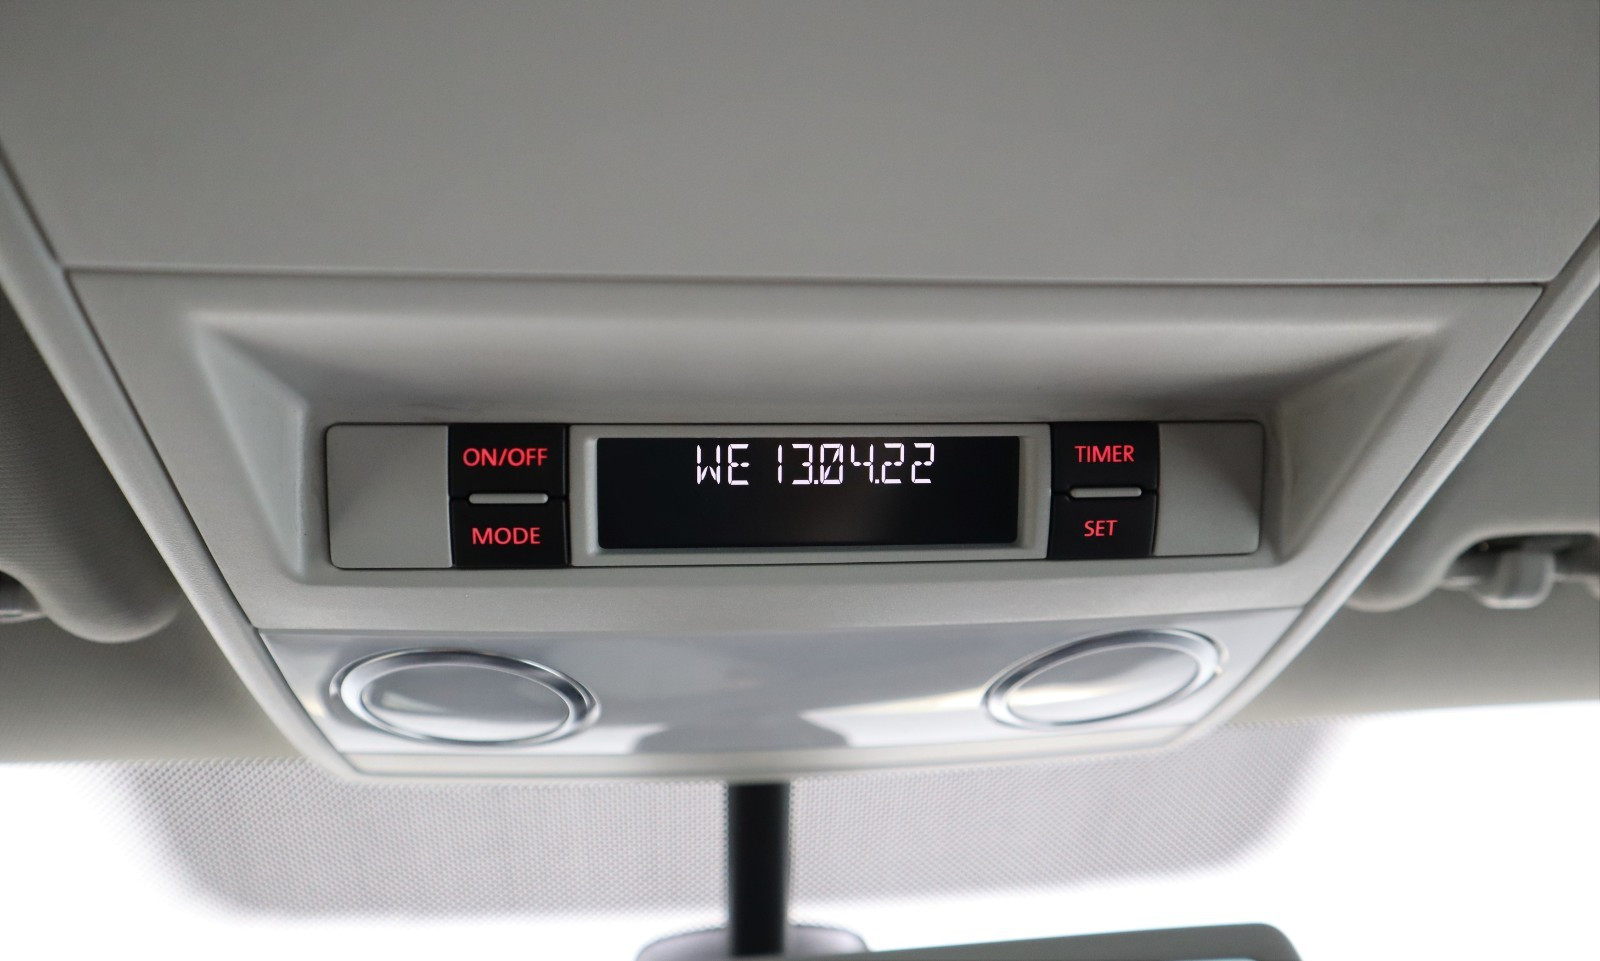 ON/OFF
MODE
WE 13.04.22
TIMER
SET